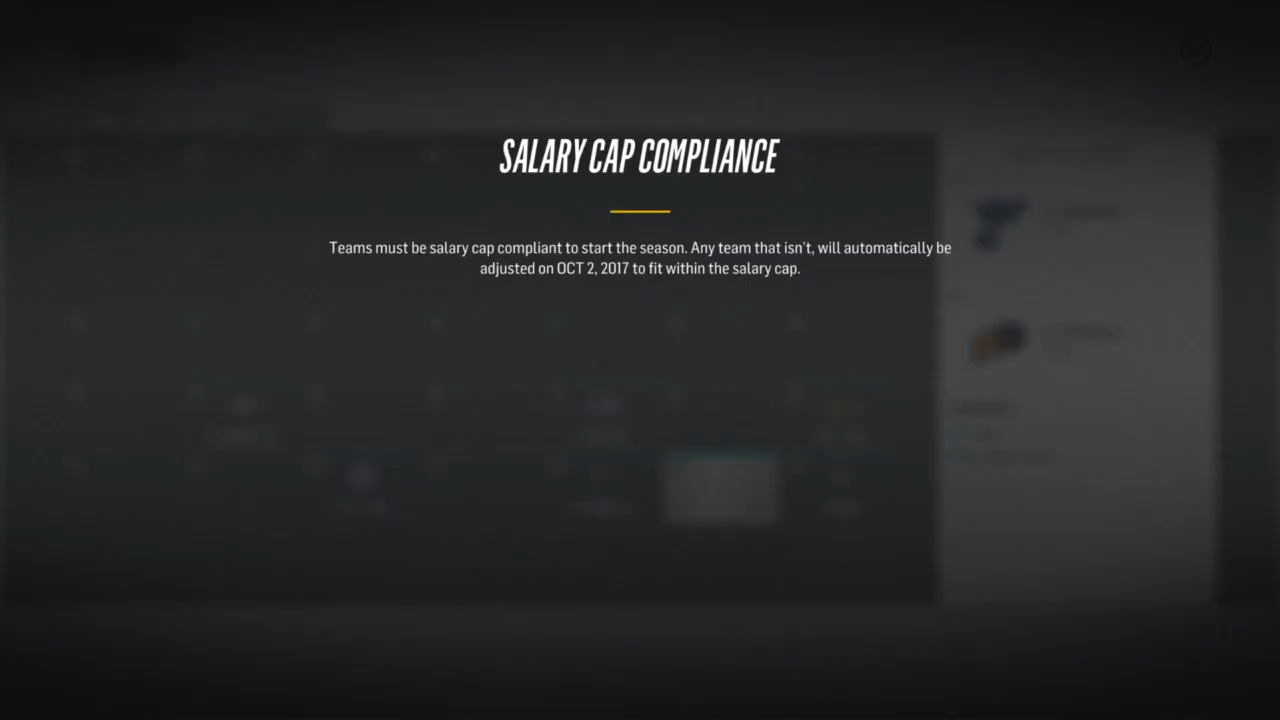 SALARY CAP COMPLIANCE
Teams must be salary cap compliant to start the season. Any team that isn't, will automatically be
adjusted on OCT 2, 2017 to fit within the salary cap.